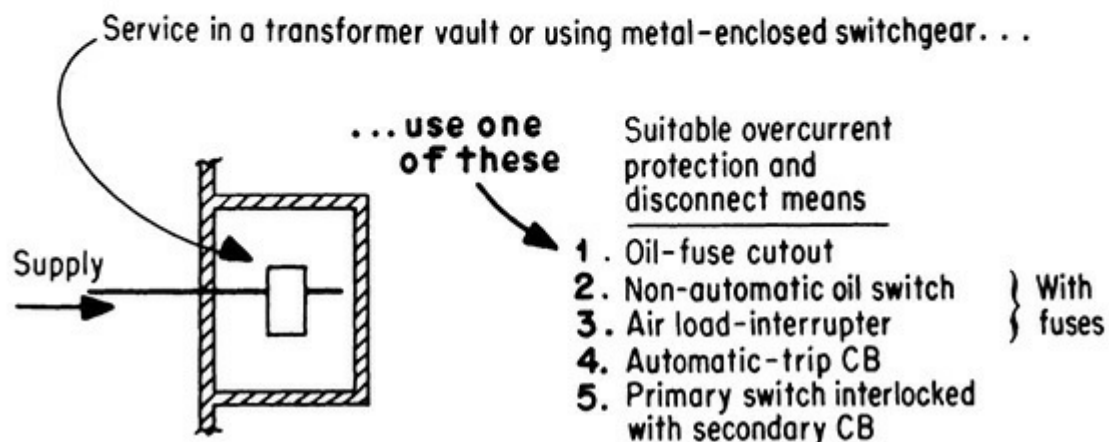 Service in a transformer vault or using metal-enclosed switchgear...
...use one
of these
Suitable overcurrent
protection and
disconnect means
Supply
1. Oil-fuse cutout
2. Non-automatic oil switch
3. Air load-interrupter
With
fuses
4. Automatic-trip CB
5. Primary switch interlocked
with secondary CB